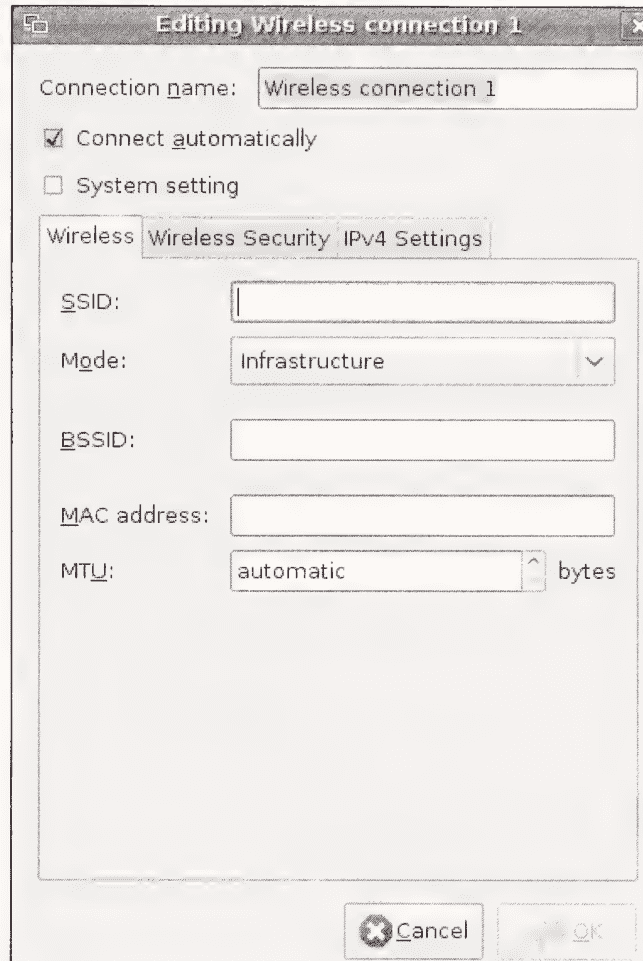 Editing Wireless connection 1
Connection name: Wireless connection 1
Connect automatically
System setting
Wireless Wireless Security IPv4 Settings
SSID:
Mode: Infrastructure
BSSID:
MAC address:
MTU: automatic bytes
Cancel OK